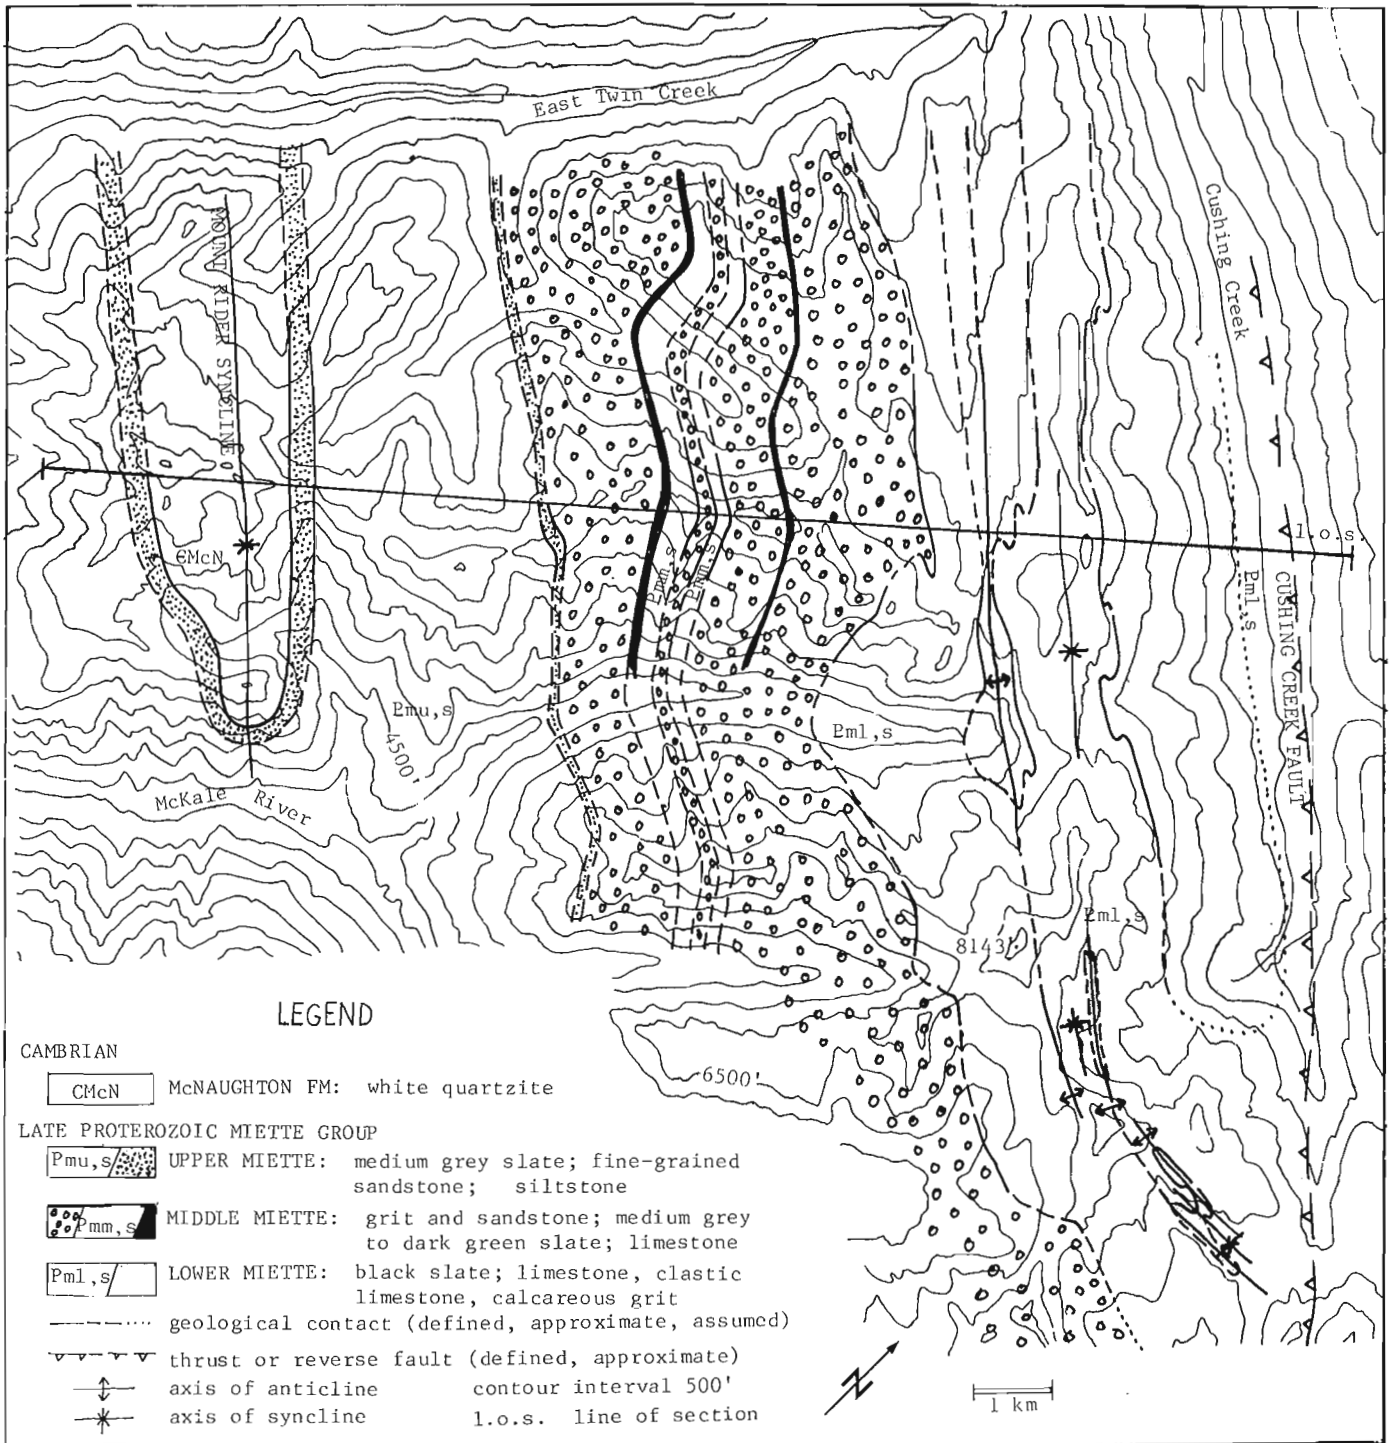 East Twin Creek
Cushing Creek
MOUNT RIDER SYNCLINE
l.o.s.
ЄMcN
Pmm,s
Pmm,s
Pml,s
CUSHING CREEK FAULT
Pmu,s
4500'
Pml,s
McKale River
Pml,s
8143'
6500'
LEGEND
CAMBRIAN
CMcN McNAUGHTON FM: white quartzite
LATE PROTEROZOIC MIETTE GROUP
Pmu,s UPPER MIETTE: medium grey slate; fine-grained
sandstone; siltstone
Pmm,s MIDDLE MIETTE: grit and sandstone; medium grey
to dark green slate; limestone
Pml,s LOWER MIETTE: black slate; limestone, clastic
limestone, calcareous grit
geological contact (defined, approximate, assumed)
thrust or reverse fault (defined, approximate)
axis of anticline contour interval 500'
axis of syncline l.o.s. line of section
N
1 km